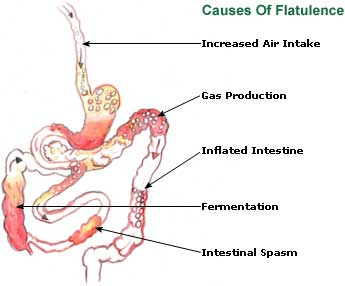 Causes Of Flatulence
Increased Air Intake
Gas Production
Inflated Intestine
Fermentation
Intestinal Spasm